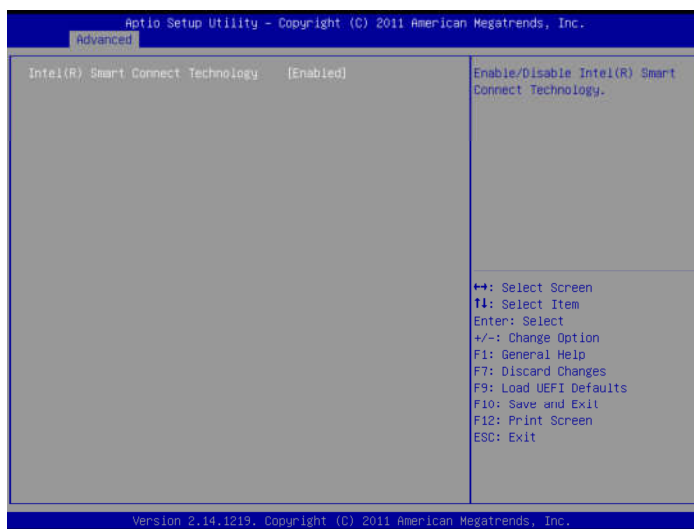 Aptio Setup Utility – Copyright (C) 2011 American Megatrends, Inc.
Advanced
Intel(R) Smart Connect Technology [Enabled]
Enable/Disable Intel(R) Smart
Connect Technology.
↔: Select Screen
↑↓: Select Item
Enter: Select
+/-: Change Option
F1: General Help
F7: Discard Changes
F9: Load UEFI Defaults
F10: Save and Exit
F12: Print Screen
ESC: Exit
Version 2.14.1219. Copyright (C) 2011 American Megatrends, Inc.